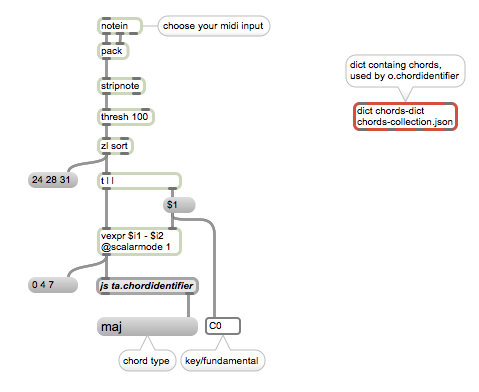 notein
choose your midi input
pack
stripnote
thresh 100
zl sort
24 28 31
t l l
$1
vexpr $i1 - $i2
@scalarmode 1
0 4 7
js ta.chordidentifier
maj
C0
chord type
key/fundamental
dict containg chords,
used by o.chordidentifier
dict chords-dict
chords-collection.json